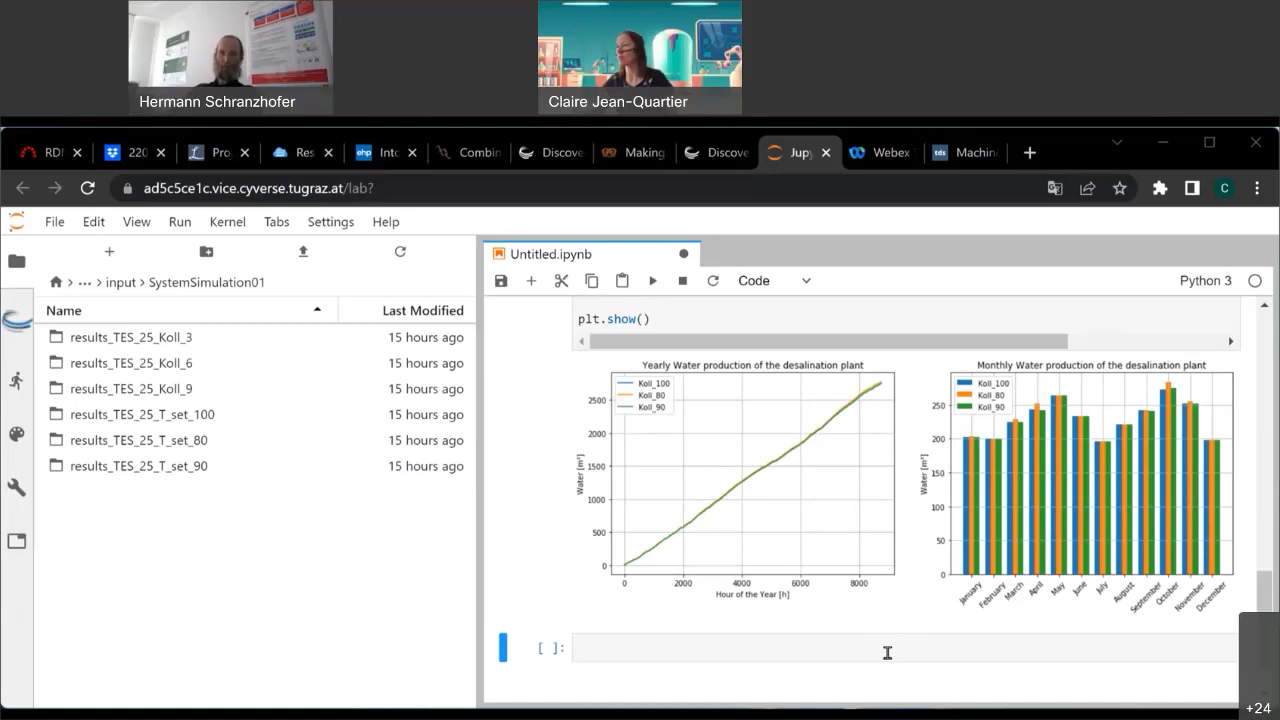 Hermann Schranzhofer
Claire Jean-Quartier
RDI
220
Pro
Res
Into
Combin
Discove
Making
Discove
Jupy
Webex
Machin
ad5c5ce1c.vice.cyverse.tugraz.at/lab?
C
File Edit View Run Kernel Tabs Settings Help
input > SystemSimulation01
Name Last Modified
results_TES_25_Koll_3 15 hours ago
results_TES_25_Koll_6 15 hours ago
results_TES_25_Koll_9 15 hours ago
results_TES_25_T_set_100 15 hours ago
results_TES_25_T_set_80 15 hours ago
results_TES_25_T_set_90 15 hours ago
Untitled.ipynb
Code
Python 3
plt.show()
Yearly Water production of the desalination plant
Koll_100
Koll_80
Koll_90
2500
2000
1500
1000
500
0
Water [m³]
0 2000 4000 6000 8000
Hour of the Year [h]
Monthly Water production of the desalination plant
Koll_100
Koll_80
Koll_90
250
200
150
100
50
0
Water [m³]
January February March April May June July August September October November December
[ ]:
+24